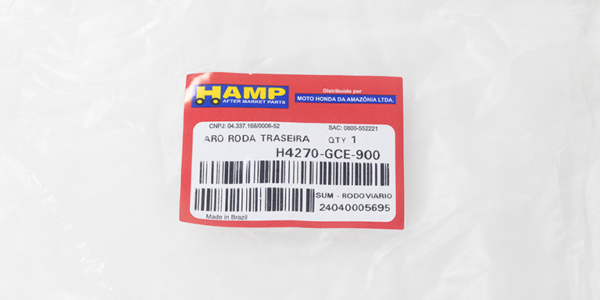 HAMP
AFTER MARKET PARTS
Distribuído por
MOTO HONDA DA AMAZÔNIA LTDA.
CNPJ: 04.337.168/0006-52
SAC: 0800-552221
ARO RODA TRASEIRA QTY 1
H4270-GCE-900
SUM - RODOVIARIO
24040005695
Made in Brazil